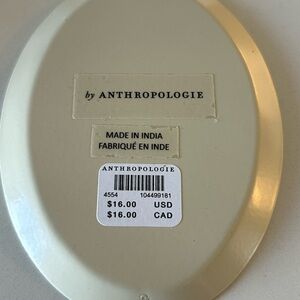 by ANTHROPOLOGIE
MADE IN INDIA
FABRIQUÉ EN INDE
ANTHROPOLOGIE
4554 104499181
$16.00 USD
$16.00 CAD